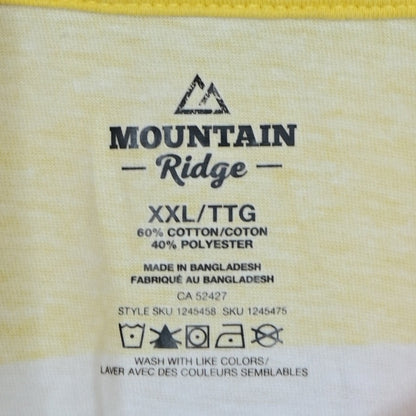 MOUNTAIN
Ridge
XXL/TTG
60% COTTON/COTON
40% POLYESTER
MADE IN BANGLADESH
FABRIQUÉ AU BANGLADESH
CA 52427
STYLE SKU 1245458 SKU 1245475
WASH WITH LIKE COLORS/
LAVER AVEC DES COULEURS SEMBLABLES